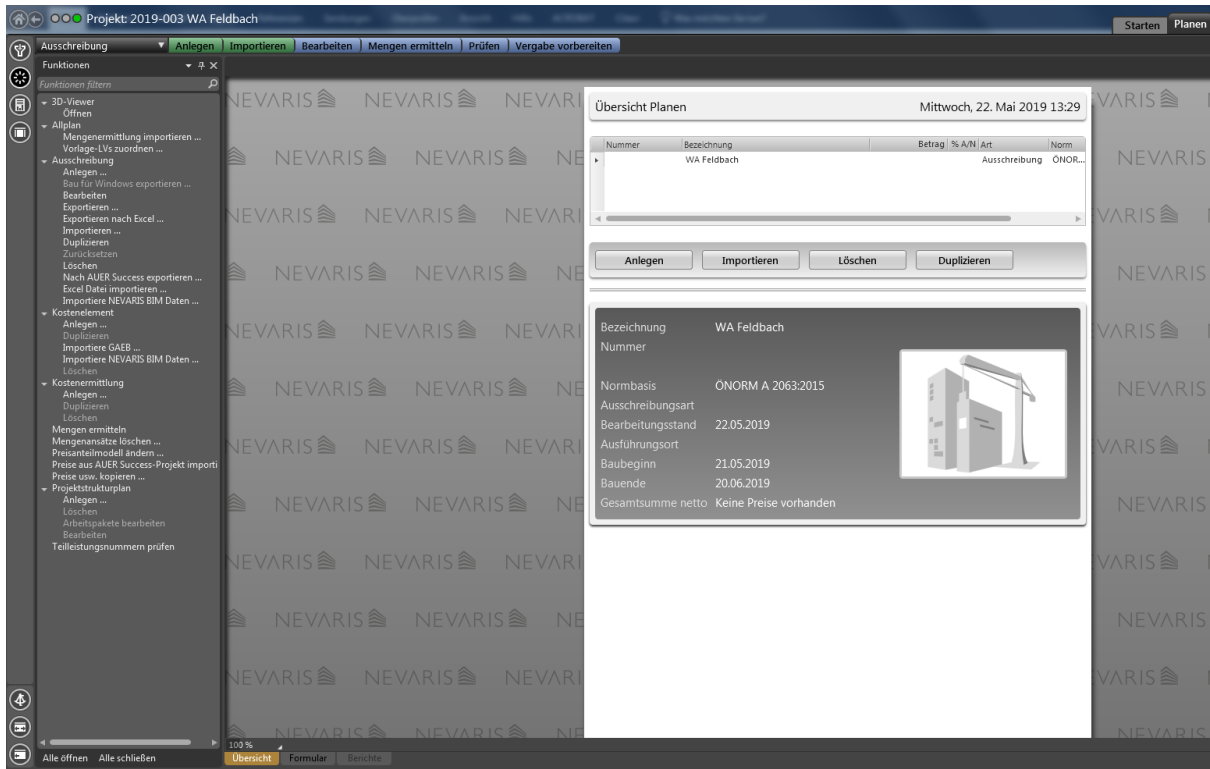 Projekt: 2019-003 WA Feldbach
Starten Planen
Ausschreibung Anlegen Importieren Bearbeiten Mengen ermitteln Prüfen Vergabe vorbereiten
Funktionen
Funktionen filtern
3D-Viewer
Öffnen
Allplan
Mengenermittlung importieren ...
Vorlage-LVs zuordnen ...
Ausschreibung
Anlegen ...
Bau für Windows exportieren ...
Bearbeiten
Exportieren ...
Exportieren nach Excel ...
Importieren ...
Duplizieren
Zurücksetzen
Löschen
Nach AUER Success exportieren ...
Excel Datei importieren ...
Importiere NEVARIS BIM Daten ...
Kostenelement
Anlegen ...
Duplizieren
Importiere GAEB ...
Importiere NEVARIS BIM Daten ...
Löschen
Kostenermittlung
Anlegen ...
Duplizieren
Löschen
Mengen ermitteln
Mengenansätze löschen ...
Preisanteilmodell ändern ...
Preise aus AUER Success-Projekt importi
Preise usw. kopieren ...
Projektstrukturplan
Anlegen ...
Löschen
Arbeitspakete bearbeiten
Bearbeiten
Teilleistungsnummern prüfen
Alle öffnen Alle schließen
NEVARIS
Übersicht Planen Mittwoch, 22. Mai 2019 13:29
Nummer Bezeichnung Betrag % A/N Art Norm
WA Feldbach Ausschreibung ÖNOR...
Anlegen Importieren Löschen Duplizieren
Bezeichnung WA Feldbach
Nummer
Normbasis ÖNORM A 2063:2015
Ausschreibungsart
Bearbeitungsstand 22.05.2019
Ausführungsort
Baubeginn 21.05.2019
Bauende 20.06.2019
Gesamtsumme netto Keine Preise vorhanden
100 %
Übersicht Formular Berichte